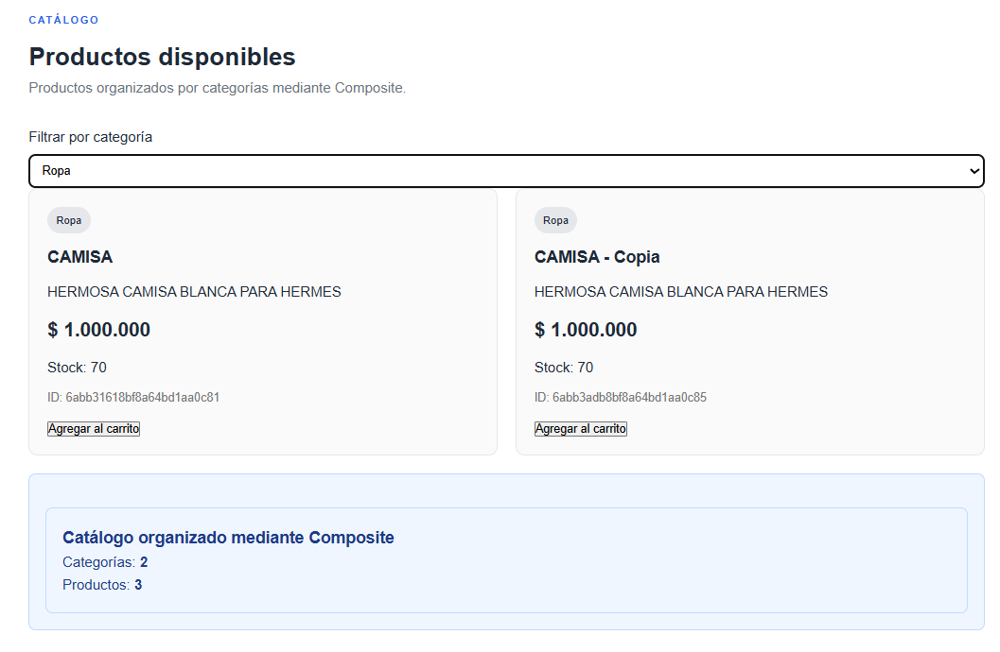 CATÁLOGO
Productos disponibles
Productos organizados por categorías mediante Composite.
Filtrar por categoría
Ropa
Ropa
CAMISA
HERMOSA CAMISA BLANCA PARA HERMES
$ 1.000.000
Stock: 70
ID: 6abb31618bf8a64bd1aa0c81
Agregar al carrito
Ropa
CAMISA - Copia
HERMOSA CAMISA BLANCA PARA HERMES
$ 1.000.000
Stock: 70
ID: 6abb3adb8bf8a64bd1aa0c85
Agregar al carrito
Catálogo organizado mediante Composite
Categorías: 2
Productos: 3